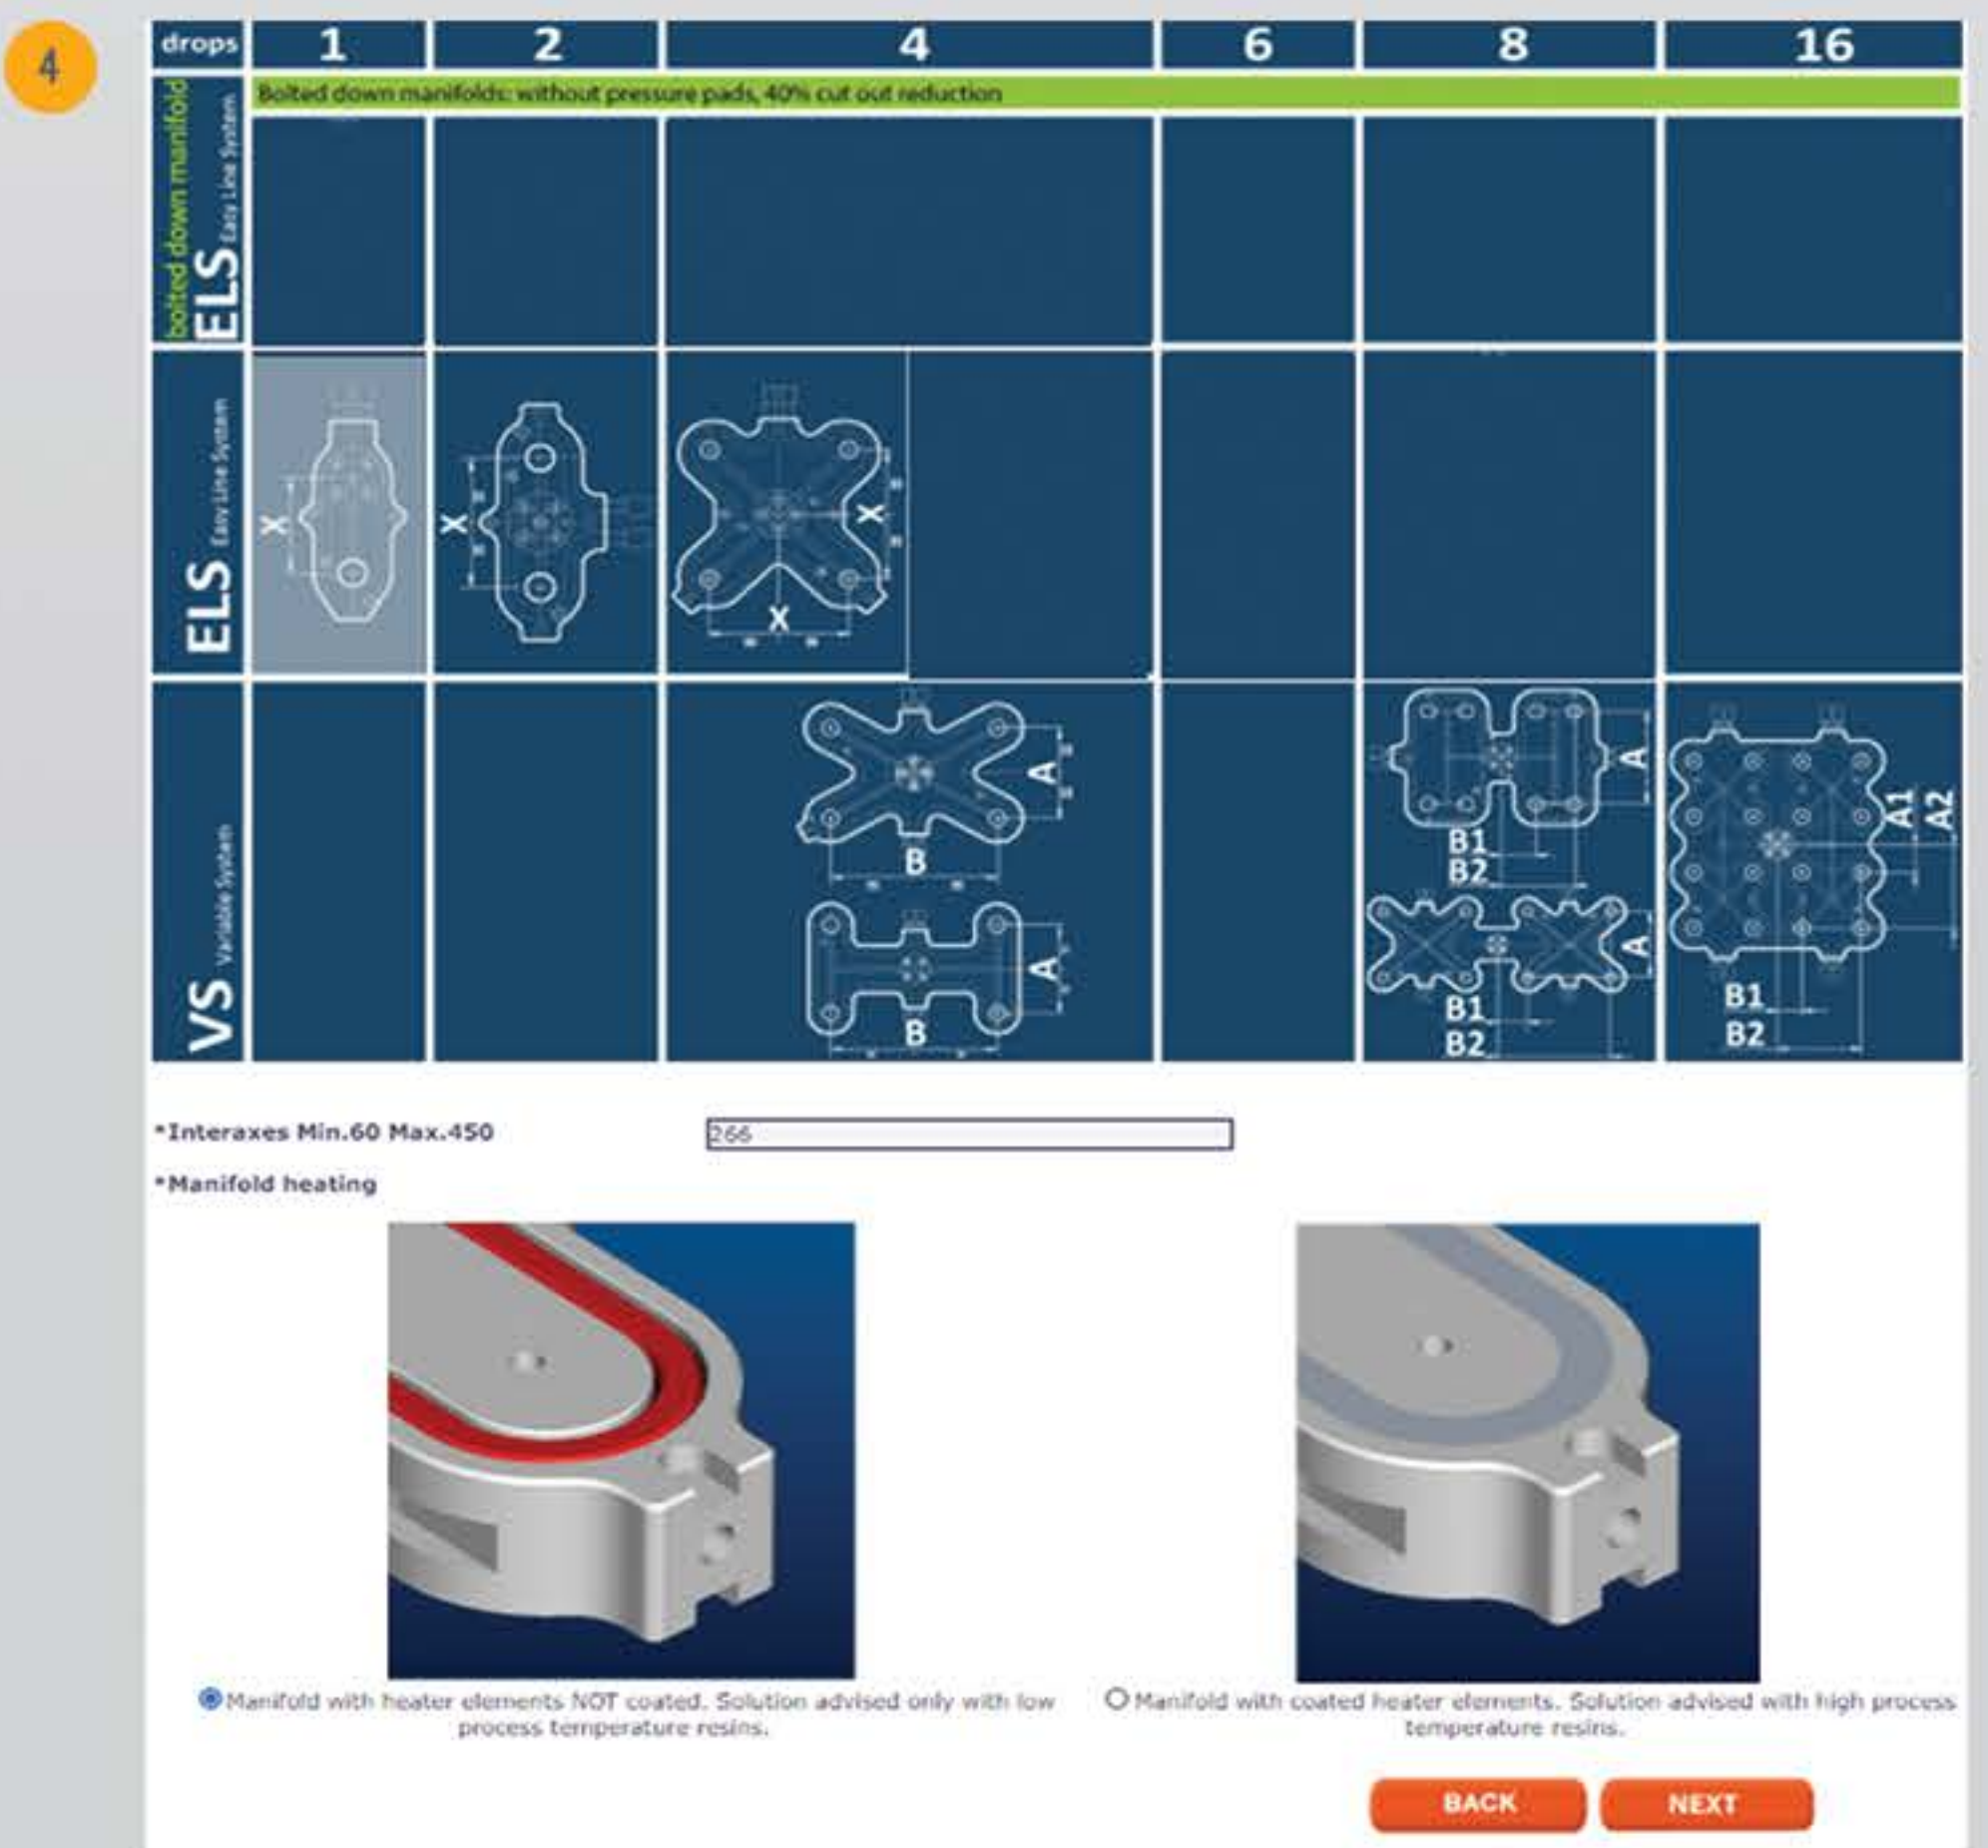 4
drops 1 2 4 6 8 16
Bolted down manifolds: without pressure pads, 40% cut out reduction
bolted down manifold
ELS Easy Line System
ELS Easy Line System
X
X
X
X
VS Variable System
A
B
A
B
A
B1
B2
A
B1
B2
A1
A2
B1
B2
*Interaxes Min.60 Max.450
266
*Manifold heating
Manifold with heater elements NOT coated. Solution advised only with low
process temperature resins.
Manifold with coated heater elements. Solution advised with high process
temperature resins.
BACK
NEXT